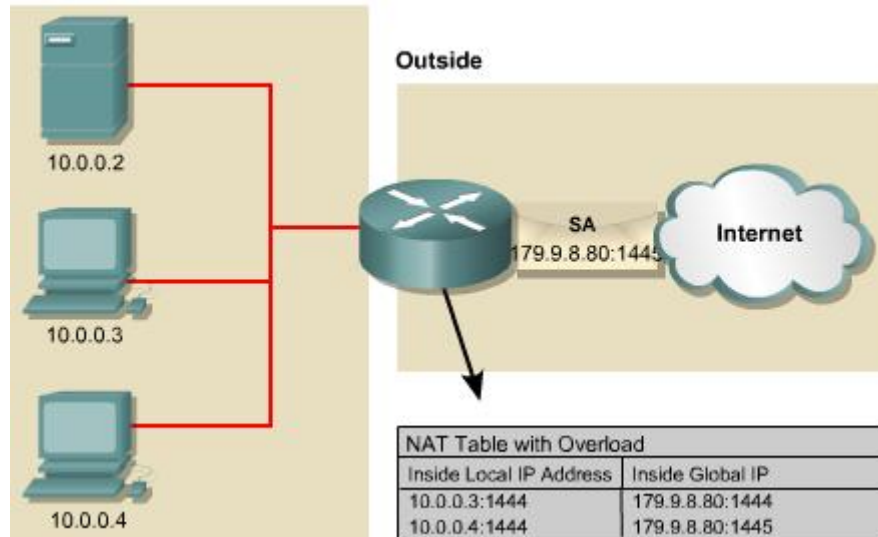 10.0.0.2
10.0.0.3
10.0.0.4
Outside
SA
179.9.8.80:1445
Internet
NAT Table with Overload
Inside Local IP Address Inside Global IP
10.0.0.3:1444 179.9.8.80:1444
10.0.0.4:1444 179.9.8.80:1445